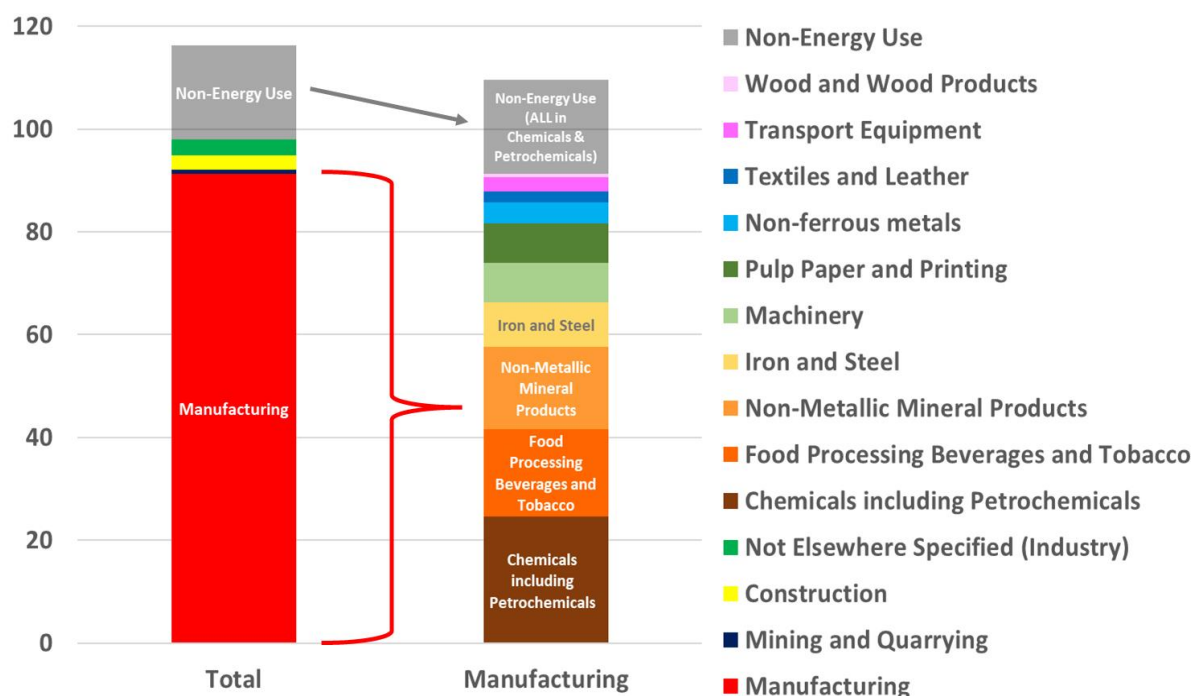 120
100
80
60
40
20
0
Non-Energy Use
Manufacturing
Total
Non-Energy Use
(ALL in
Chemicals &
Petrochemicals)
Iron and Steel
Non-Metallic
Mineral
Products
Food
Processing
Beverages and
Tobacco
Chemicals
including
Petrochemicals
Manufacturing
Non-Energy Use
Wood and Wood Products
Transport Equipment
Textiles and Leather
Non-ferrous metals
Pulp Paper and Printing
Machinery
Iron and Steel
Non-Metallic Mineral Products
Food Processing Beverages and Tobacco
Chemicals including Petrochemicals
Not Elsewhere Specified (Industry)
Construction
Mining and Quarrying
Manufacturing